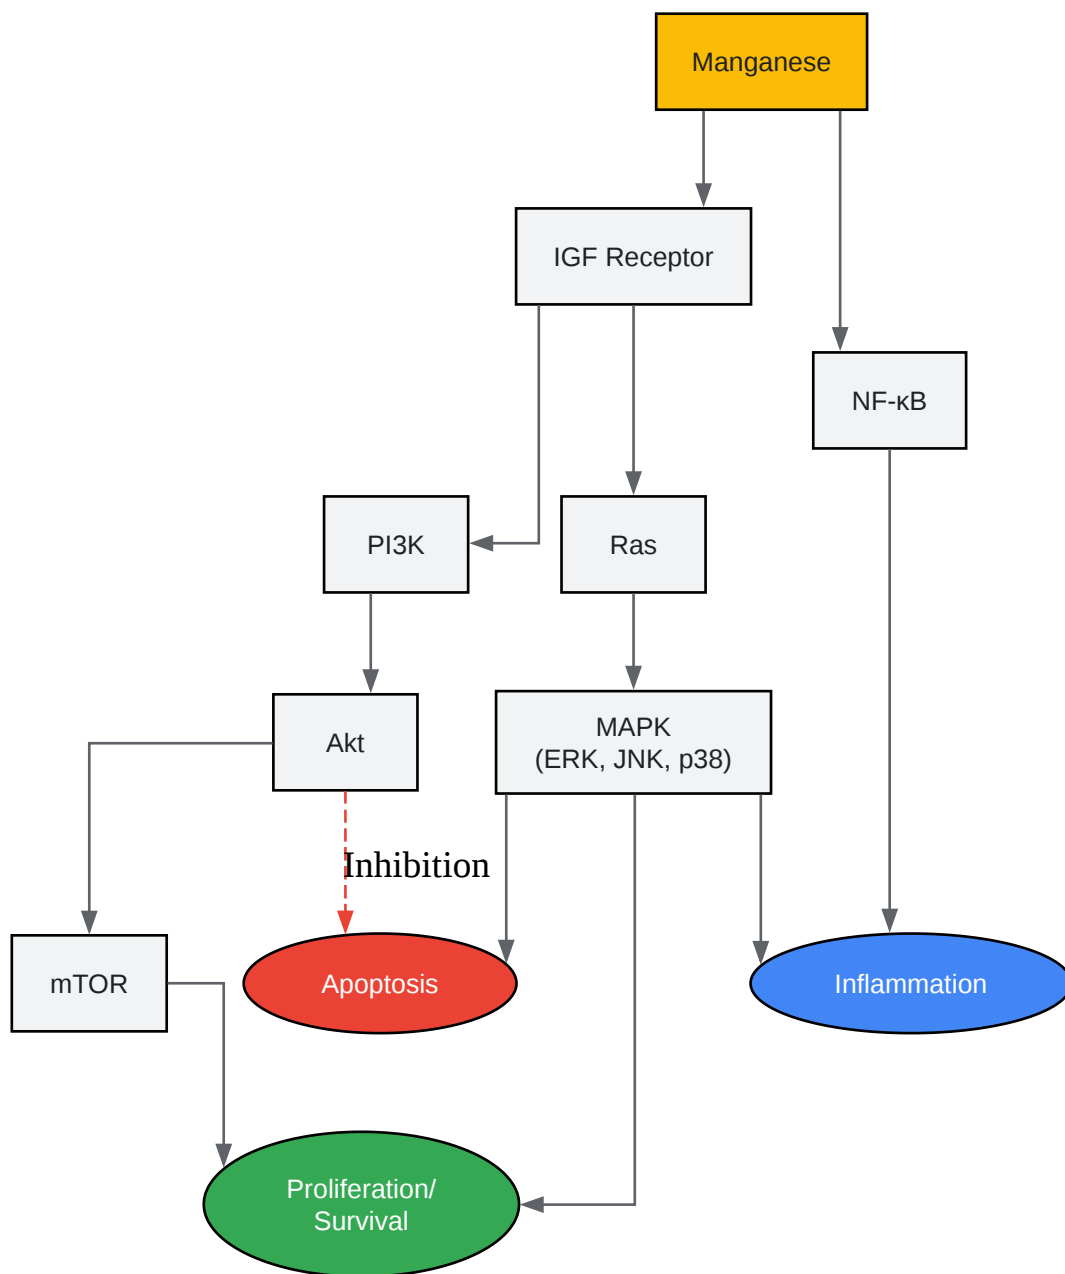 Manganese
IGF Receptor
NF-κB
PI3K
Ras
Akt
MAPK
(ERK, JNK, p38)
Inhibition
mTOR
Apoptosis
Inflammation
Proliferation/
Survival